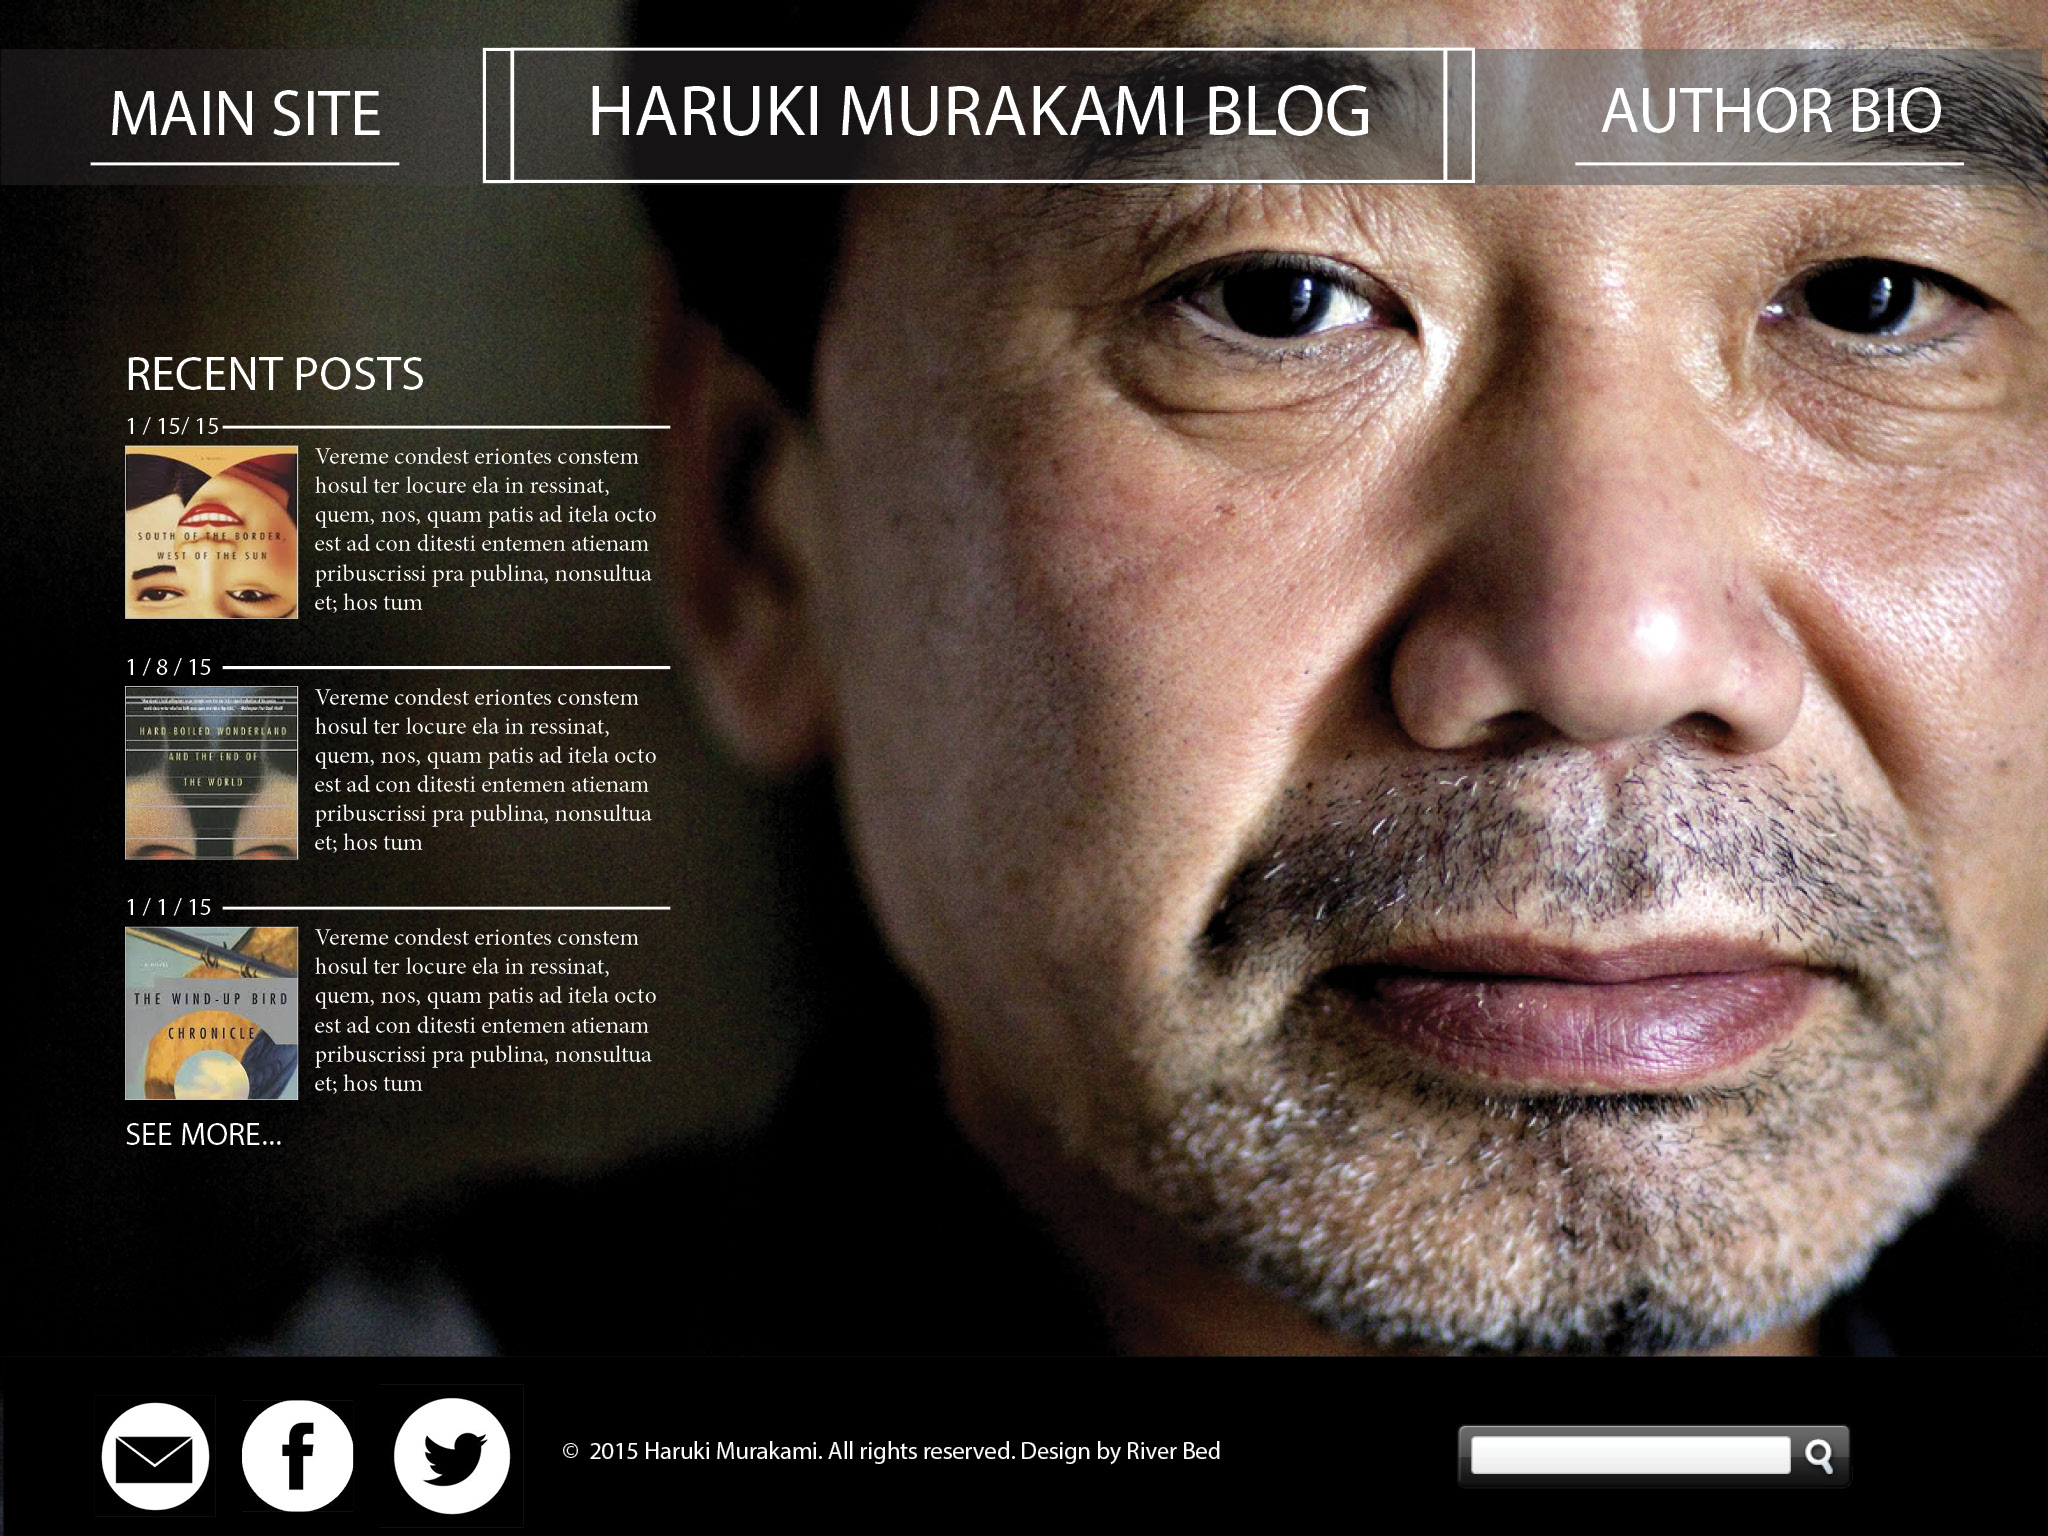 MAIN SITE
HARUKI MURAKAMI BLOG
AUTHOR BIO
RECENT POSTS
1 / 15/ 15
SOUTH OF THE BORDER,
WEST OF THE SUN
Vereme condest eriontes constem
hosul ter locure ela in ressinat,
quem, nos, quam patis ad itela octo
est ad con ditesti entemen atienam
pribuscrissi pra publina, nonsultua
et; hos tum
1 / 8 / 15
HARD-BOILED WONDERLAND
AND THE END OF
THE WORLD
Vereme condest eriontes constem
hosul ter locure ela in ressinat,
quem, nos, quam patis ad itela octo
est ad con ditesti entemen atienam
pribuscrissi pra publina, nonsultua
et; hos tum
1 / 1 / 15
A NOVEL
THE WIND-UP BIRD
CHRONICLE
Vereme condest eriontes constem
hosul ter locure ela in ressinat,
quem, nos, quam patis ad itela octo
est ad con ditesti entemen atienam
pribuscrissi pra publina, nonsultua
et; hos tum
SEE MORE...
© 2015 Haruki Murakami. All rights reserved. Design by River Bed